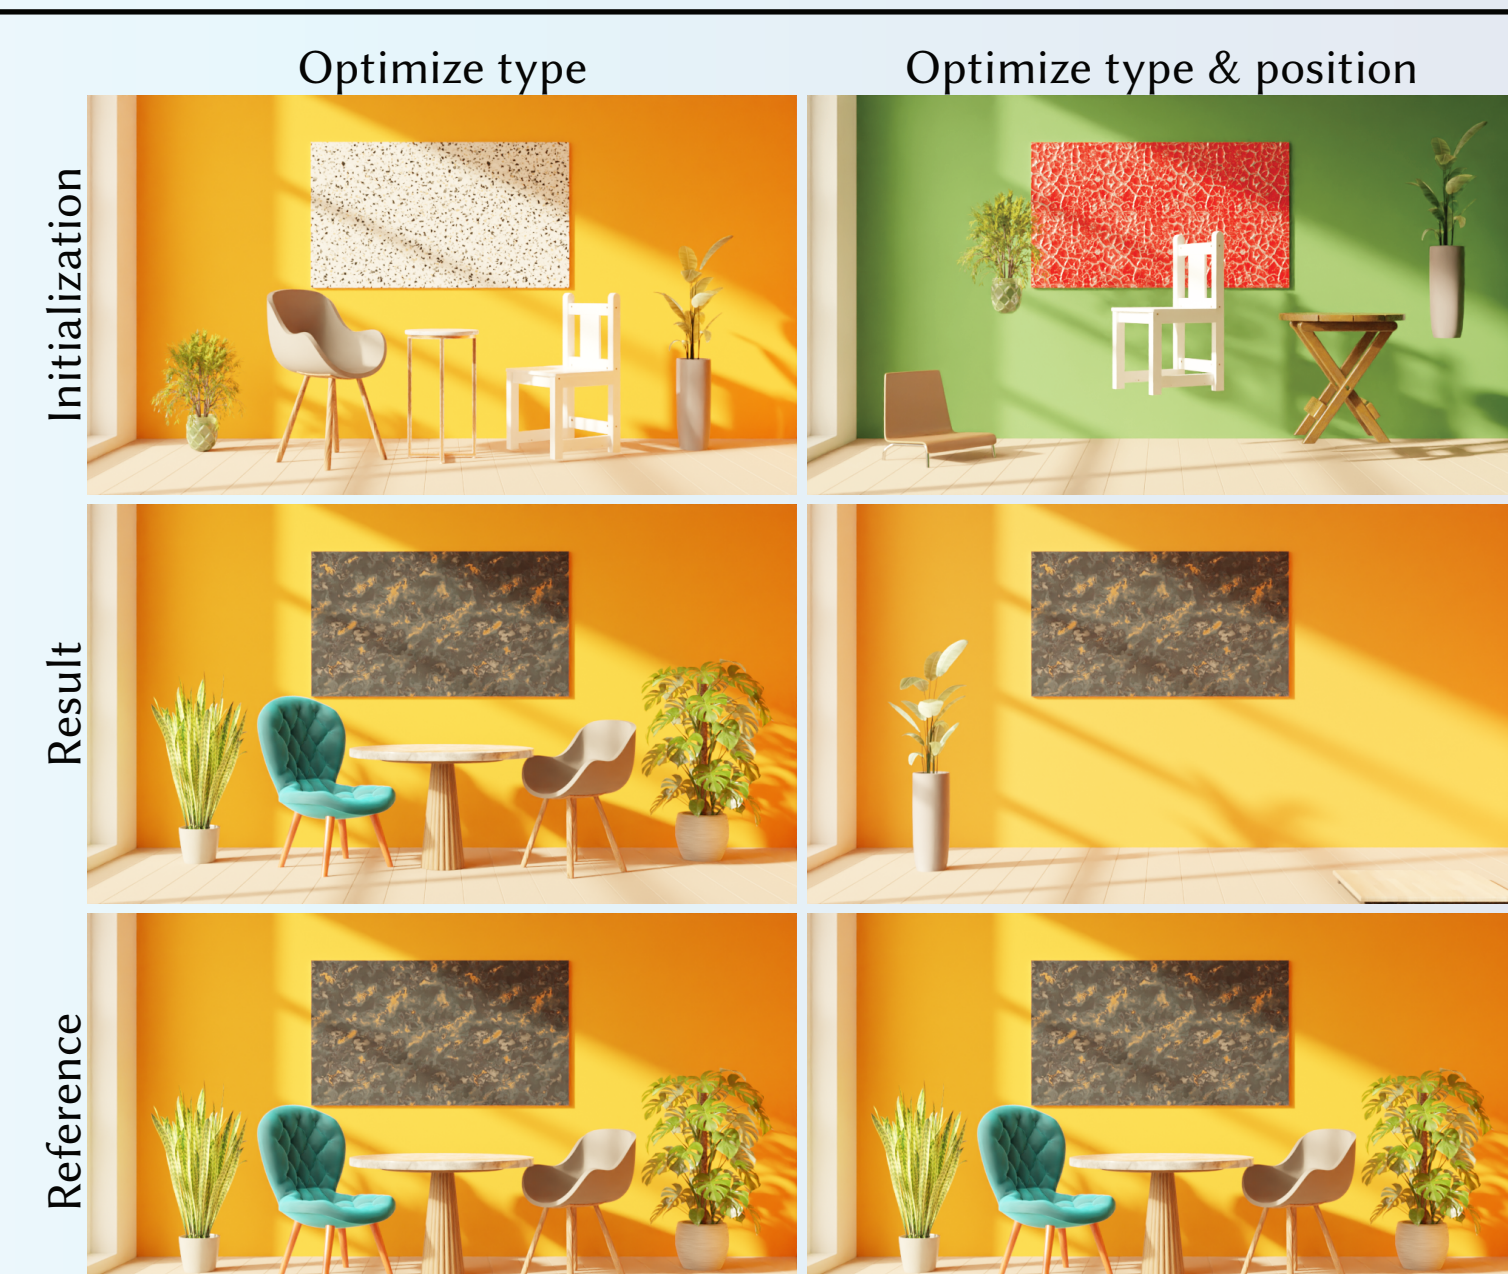 Optimize type
Optimize type & position
Initialization
Result
Reference